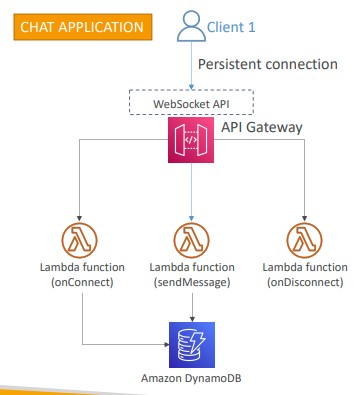 CHAT APPLICATION
Client 1
Persistent connection
WebSocket API
API Gateway
Lambda function
(onConnect)
Lambda function
(sendMessage)
Lambda function
(onDisconnect)
Amazon DynamoDB